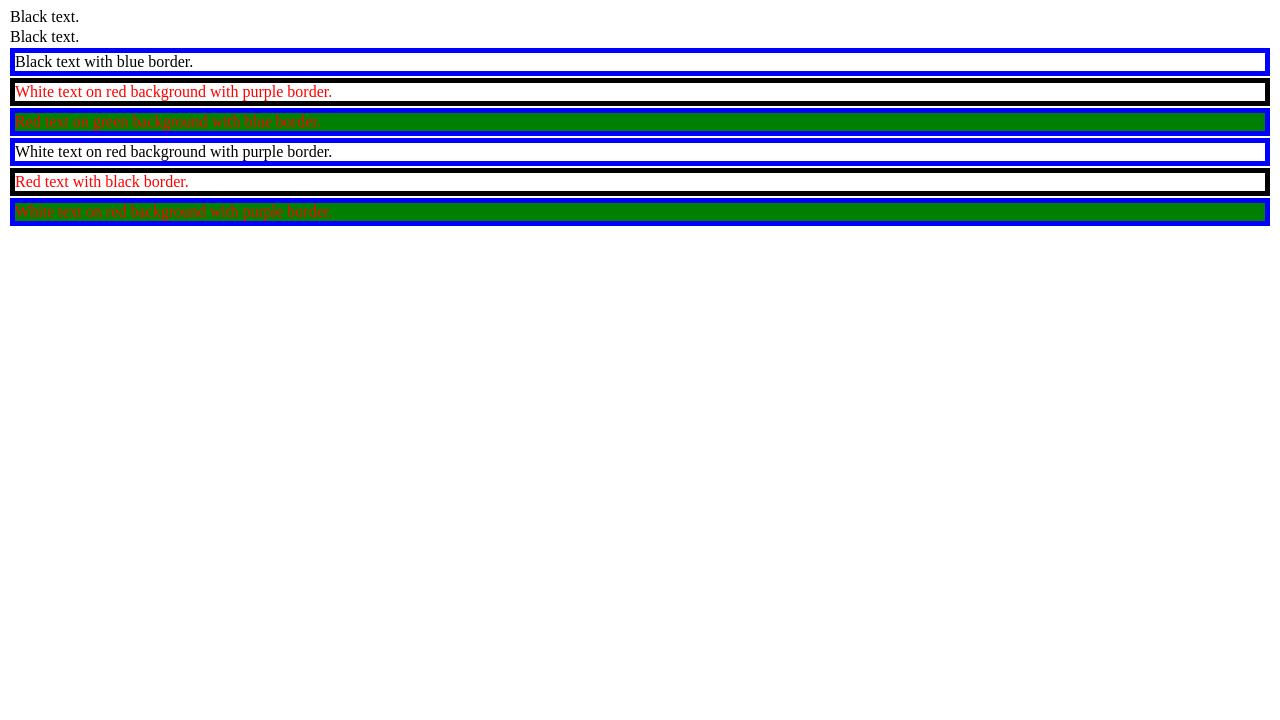 Black text.
Black text.
Black text with blue border.
White text on red background with purple border.
Red text on green background with blue border.
White text on red background with purple border.
Red text with black border.
White text on red background with purple border.